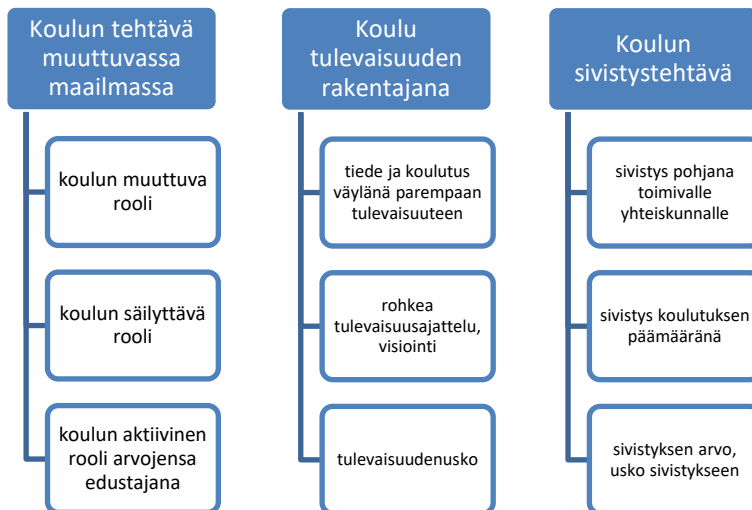 Koulun tehtävä
muuttuvassa
maailmassa
koulun muuttuva
rooli
koulun säilyttävä
rooli
koulun aktiivinen
rooli arvojensa
edustajana
Koulu
tulevaisuuden
rakentajana
tiede ja koulutus
väylänä parempaan
tulevaisuuteen
rohkea
tulevaisuusajattelu,
visiointi
tulevaisuudenusko
Koulun
sivistystehtävä
sivistys pohjana
toimivalle
yhteiskunnalle
sivistys koulutuksen
päämääränä
sivistyksen arvo,
usko sivistykseen